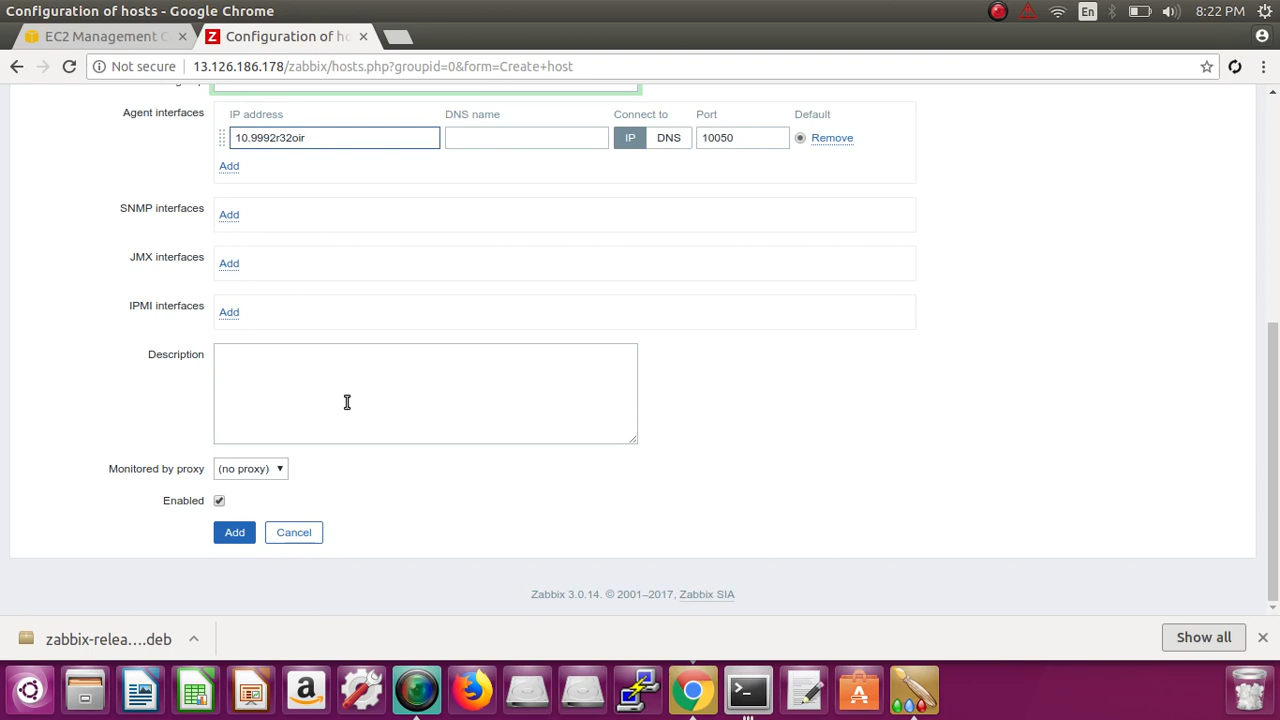 Configuration of hosts - Google Chrome
En
8:22 PM
EC2 Management C
Configuration of ho
Not secure
13.126.186.178/zabbix/hosts.php?groupid=0&form=Create+host
Agent interfaces
IP address
DNS name
Connect to
Port
Default
10.9992r32oir
IP
DNS
10050
Remove
Add
SNMP interfaces
Add
JMX interfaces
Add
IPMI interfaces
Add
Description
Monitored by proxy
(no proxy)
Enabled
Add
Cancel
Zabbix 3.0.14. © 2001–2017, Zabbix SIA
zabbix-relea....deb
Show all